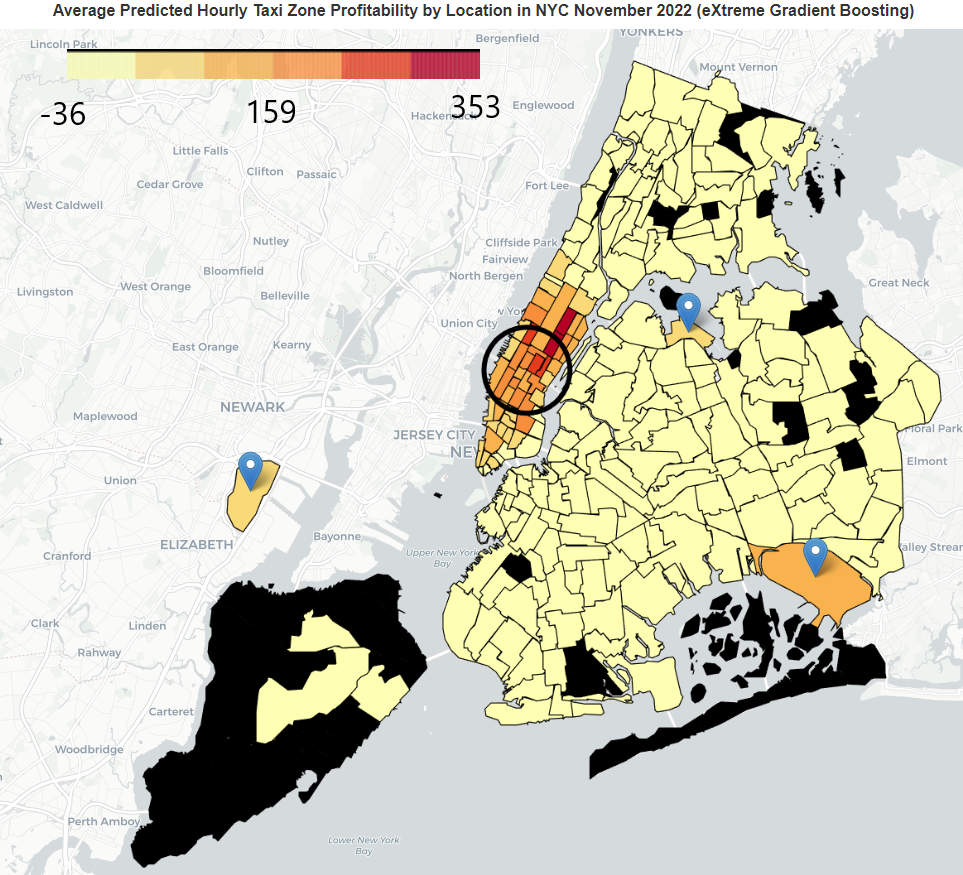 Average Predicted Hourly Taxi Zone Profitability by Location in NYC November 2022 (eXtreme Gradient Boosting)
Lincoln Park
Bergenfield
YONKERS
Mount Vernon
-36
159
353
Englewood
Little Falls
Clifton
Passaic
Cedar Grove
Fort Lee
West Caldwell
Nutley
Cliffside Park
Fairview
Bloomfield
North Bergen
Great Neck
Livingston
West Orange
Belleville
Union City
East Orange
Kearny
NEWARK
Maplewood
JERSEY CITY
Floral Park
Elmont
Union
Bayonne
ELIZABETH
Cranford
Upper New York
Bay
Valley Stream
Clark
Linden
Rahway
Carteret
Woodbridge
Perth Amboy
Lower New York
Bay